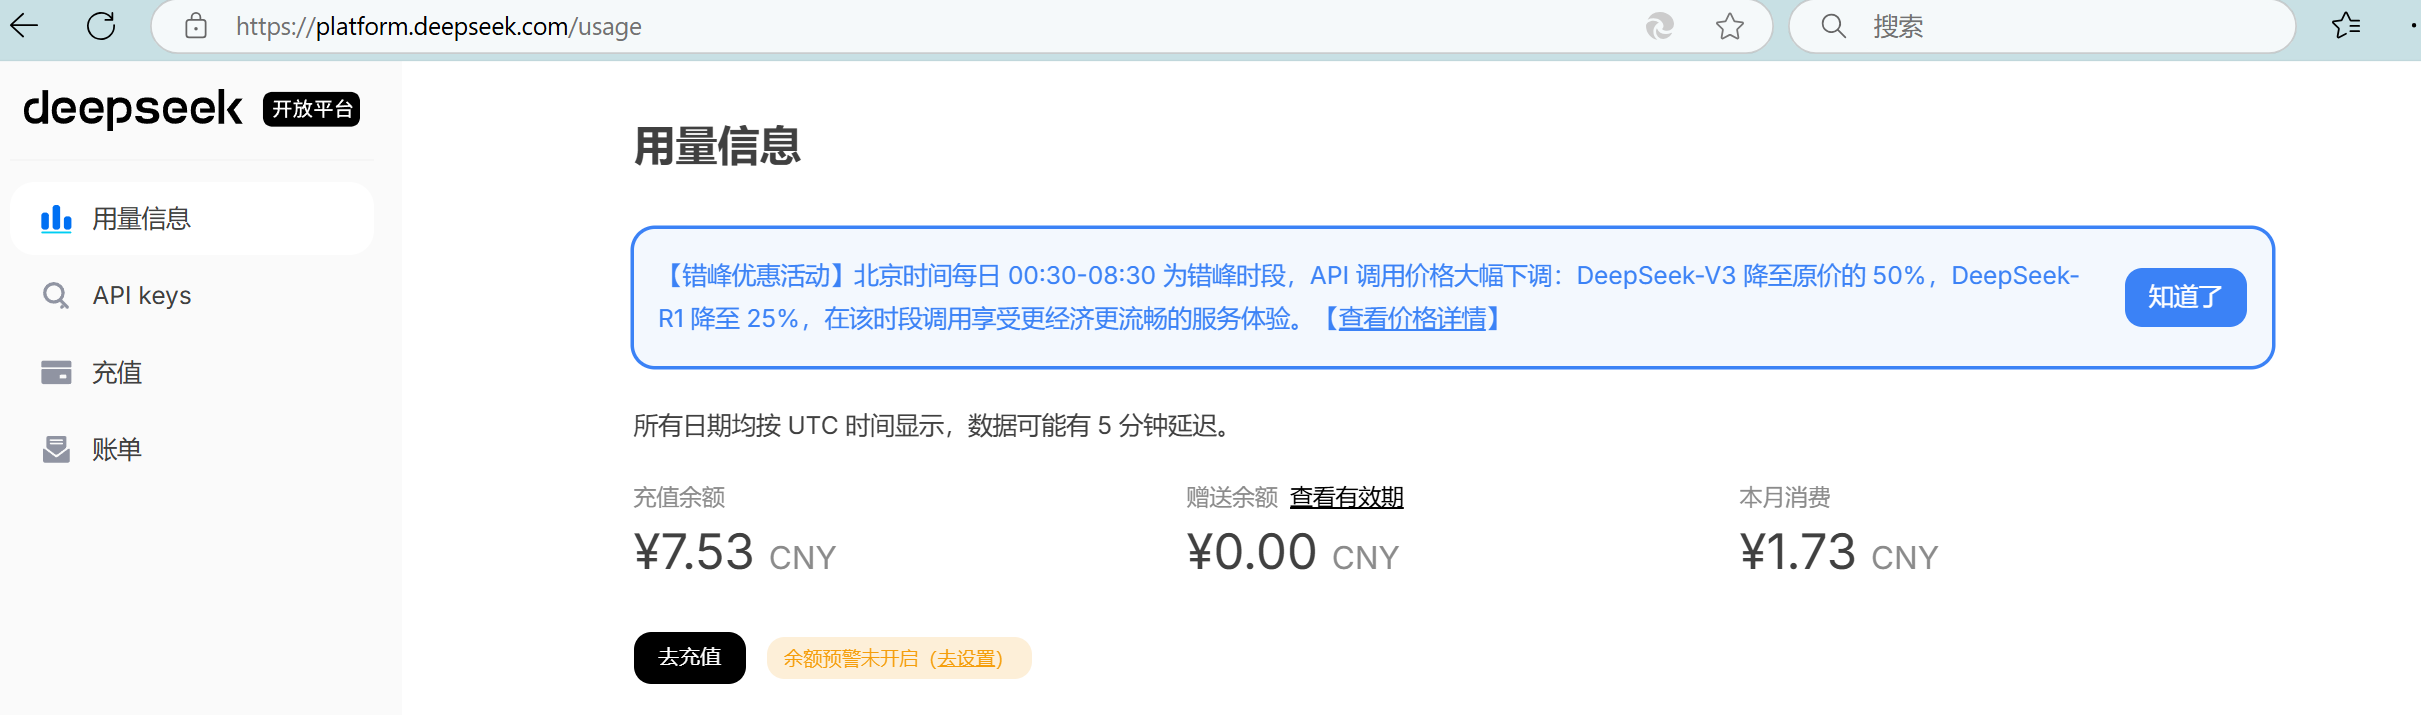 https://platform.deepseek.com/usage
搜索
deepseek 开放平台
用量信息
API keys
充值
账单
用量信息
【错峰优惠活动】北京时间每日 00:30-08:30 为错峰时段，API 调用价格大幅下调：DeepSeek-V3 降至原价的 50%，DeepSeek-
R1 降至 25%，在该时段调用享受更经济更流畅的服务体验。【查看价格详情】
知道了
所有日期均按 UTC 时间显示，数据可能有 5 分钟延迟。
充值余额
¥7.53 CNY
赠送余额 查看有效期
¥0.00 CNY
本月消费
¥1.73 CNY
去充值
余额预警未开启（去设置）